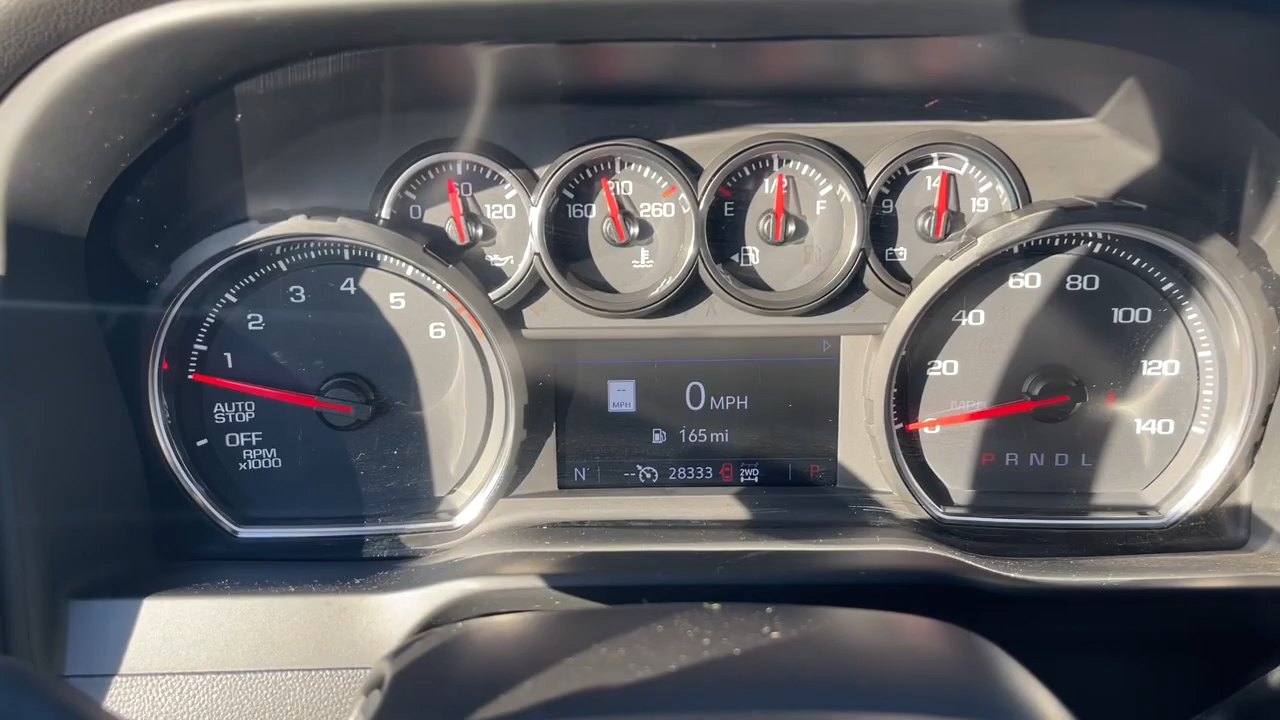 60
0 120
210
160 260
1/2
E F
14
9 19
1 2 3 4 5 6
AUTO
STOP
OFF
RPM
x1000
--
MPH
0 MPH
165 mi
N -- 28333 2WD P
0 20 40 60 80 100 120 140
MPH
P R N D L